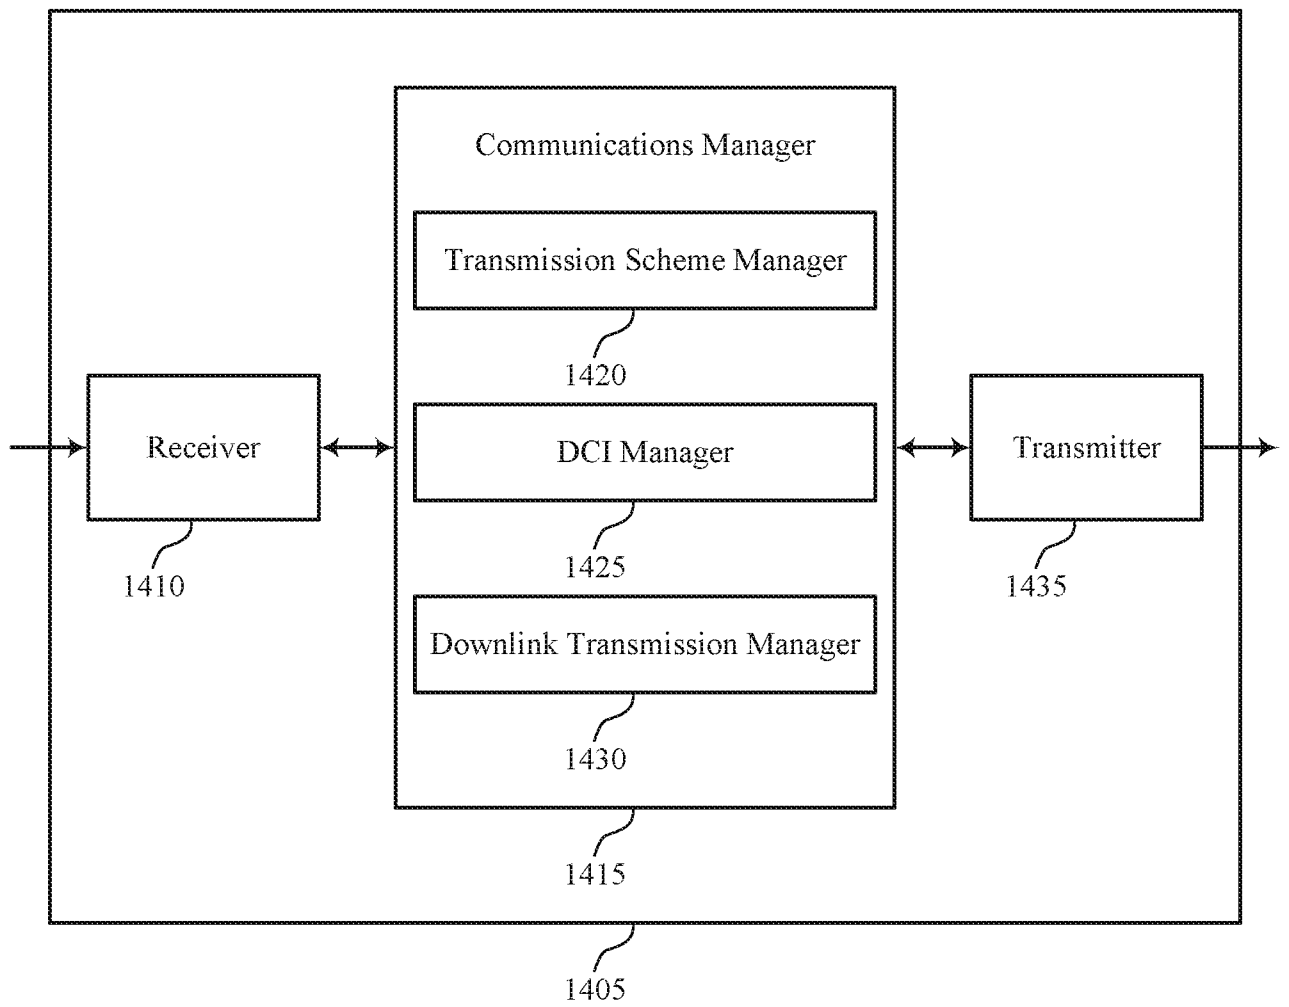 Communications Manager
Transmission Scheme Manager
1420
Receiver
1410
DCI Manager
1425
Transmitter
1435
Downlink Transmission Manager
1430
1415
1405